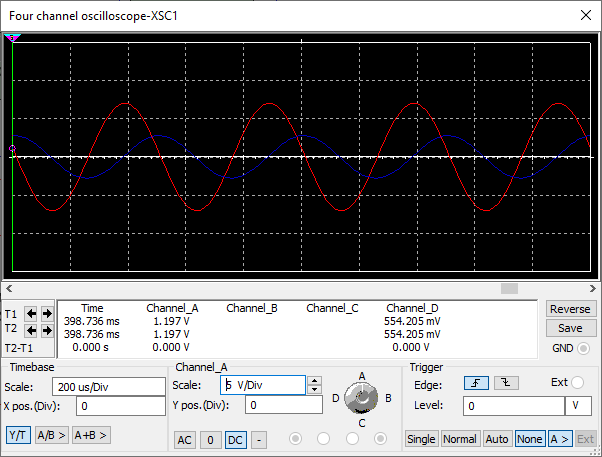 Four channel oscilloscope-XSC1
Time Channel_A Channel_B Channel_C Channel_D
T1 398.736 ms 1.197 V 554.205 mV
T2 398.736 ms 1.197 V 554.205 mV
T2-T1 0.000 s 0.000 V 0.000 V
Reverse
Save
GND
Timebase
Scale: 200 us/Div
X pos.(Div): 0
Y/T A/B > A+B >
Channel_A
Scale: 5 V/Div
Y pos.(Div): 0
AC 0 DC -
A
D B
C
Trigger
Edge: Ext
Level: 0 V
Single Normal Auto None A > Ext